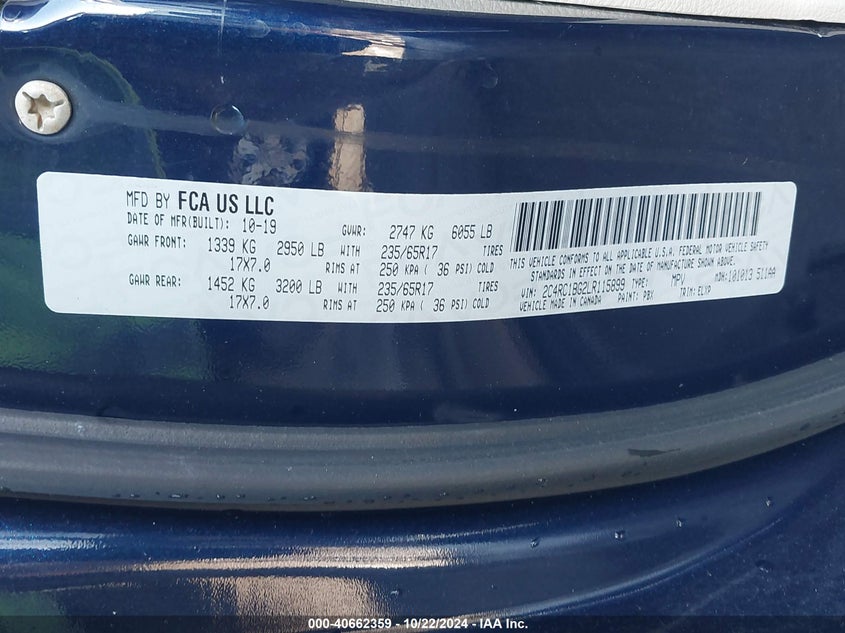 MFD BY FCA US LLC
DATE OF MFR(BUILT): 10-19 GVWR: 2747 KG 6055 LB
GAWR FRONT: 1339 KG 2950 LB WITH 235/65R17 TIRES
17X7.0 RIMS AT 250 KPA ( 36 PSI) COLD
GAWR REAR: 1452 KG 3200 LB WITH 235/65R17 TIRES
17X7.0 RIMS AT 250 KPA ( 36 PSI) COLD
THIS VEHICLE CONFORMS TO ALL APPLICABLE U.S.A. FEDERAL MOTOR VEHICLE SAFETY
STANDARDS IN EFFECT ON THE DATE OF MANUFACTURE SHOWN ABOVE.
VIN: 2C4RC1BG2LR115899 TYPE: MPV MDH:101013 511AA
VEHICLE MADE IN CANADA PAINT: PBX TRIM: ELYP
000-40662359 - 10/22/2024 - IAA Inc.